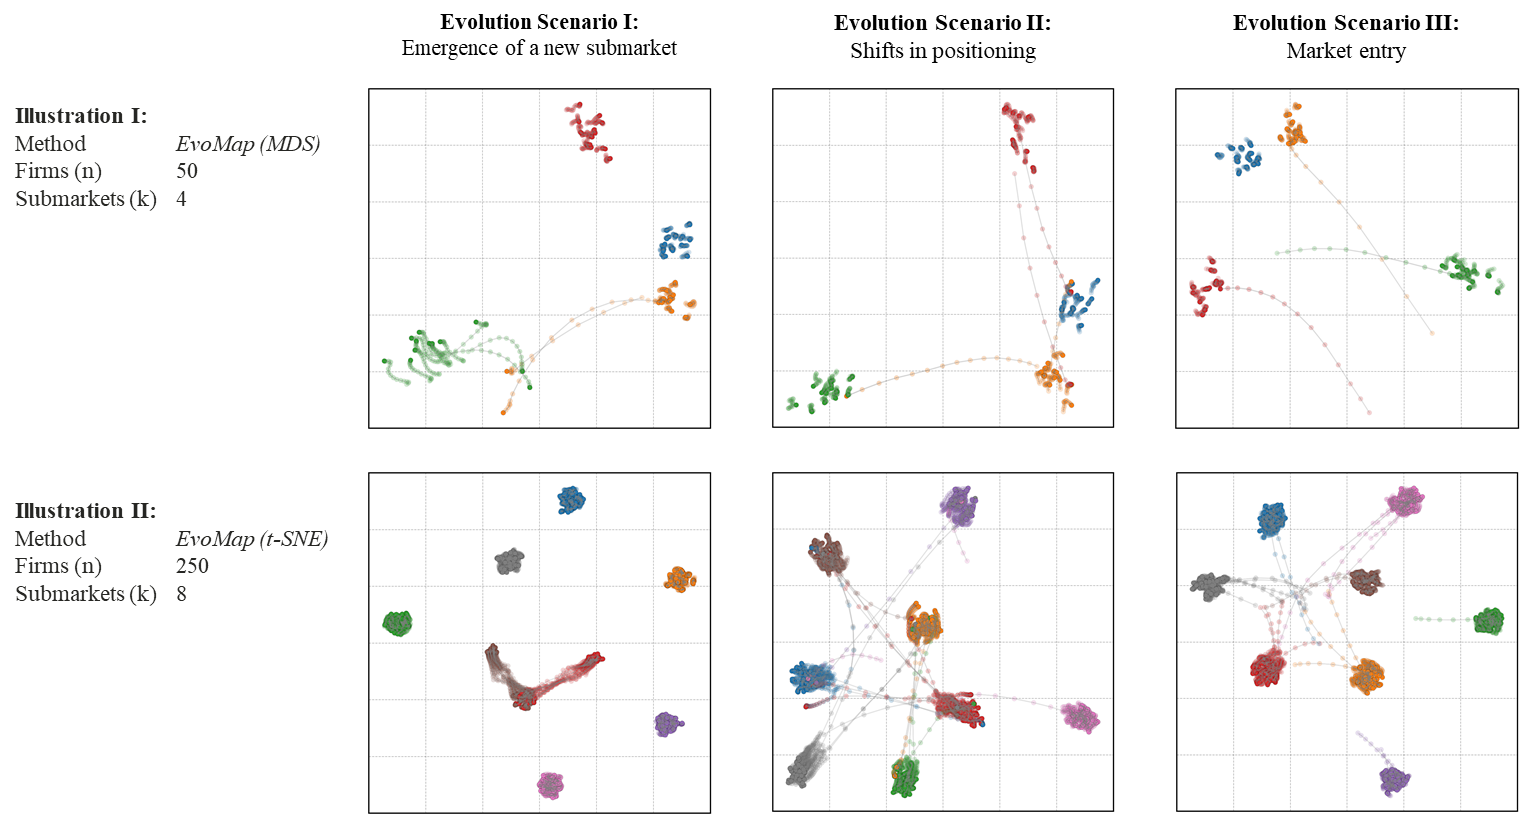 Evolution Scenario I:
Emergence of a new submarket
Evolution Scenario II:
Shifts in positioning
Evolution Scenario III:
Market entry
Illustration I:
Method EvoMap (MDS)
Firms (n) 50
Submarkets (k) 4
Illustration II:
Method EvoMap (t-SNE)
Firms (n) 250
Submarkets (k) 8